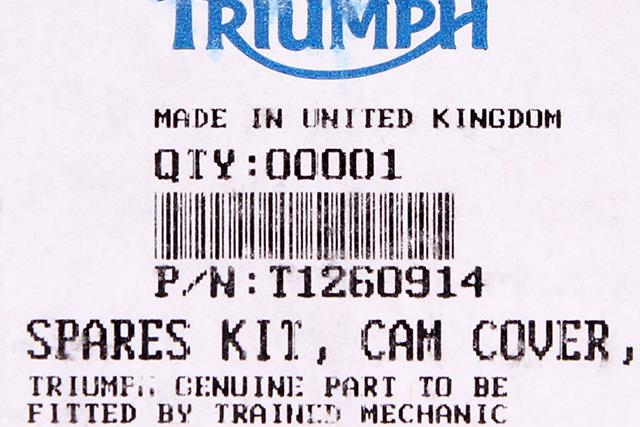 TRIUMPH
MADE IN UNITED KINGDOM
QTY:00001
P/N:T1260914
SPARES KIT, CAM COVER,
TRIUMPH GENUINE PART TO BE
FITTED BY TRAINED MECHANIC